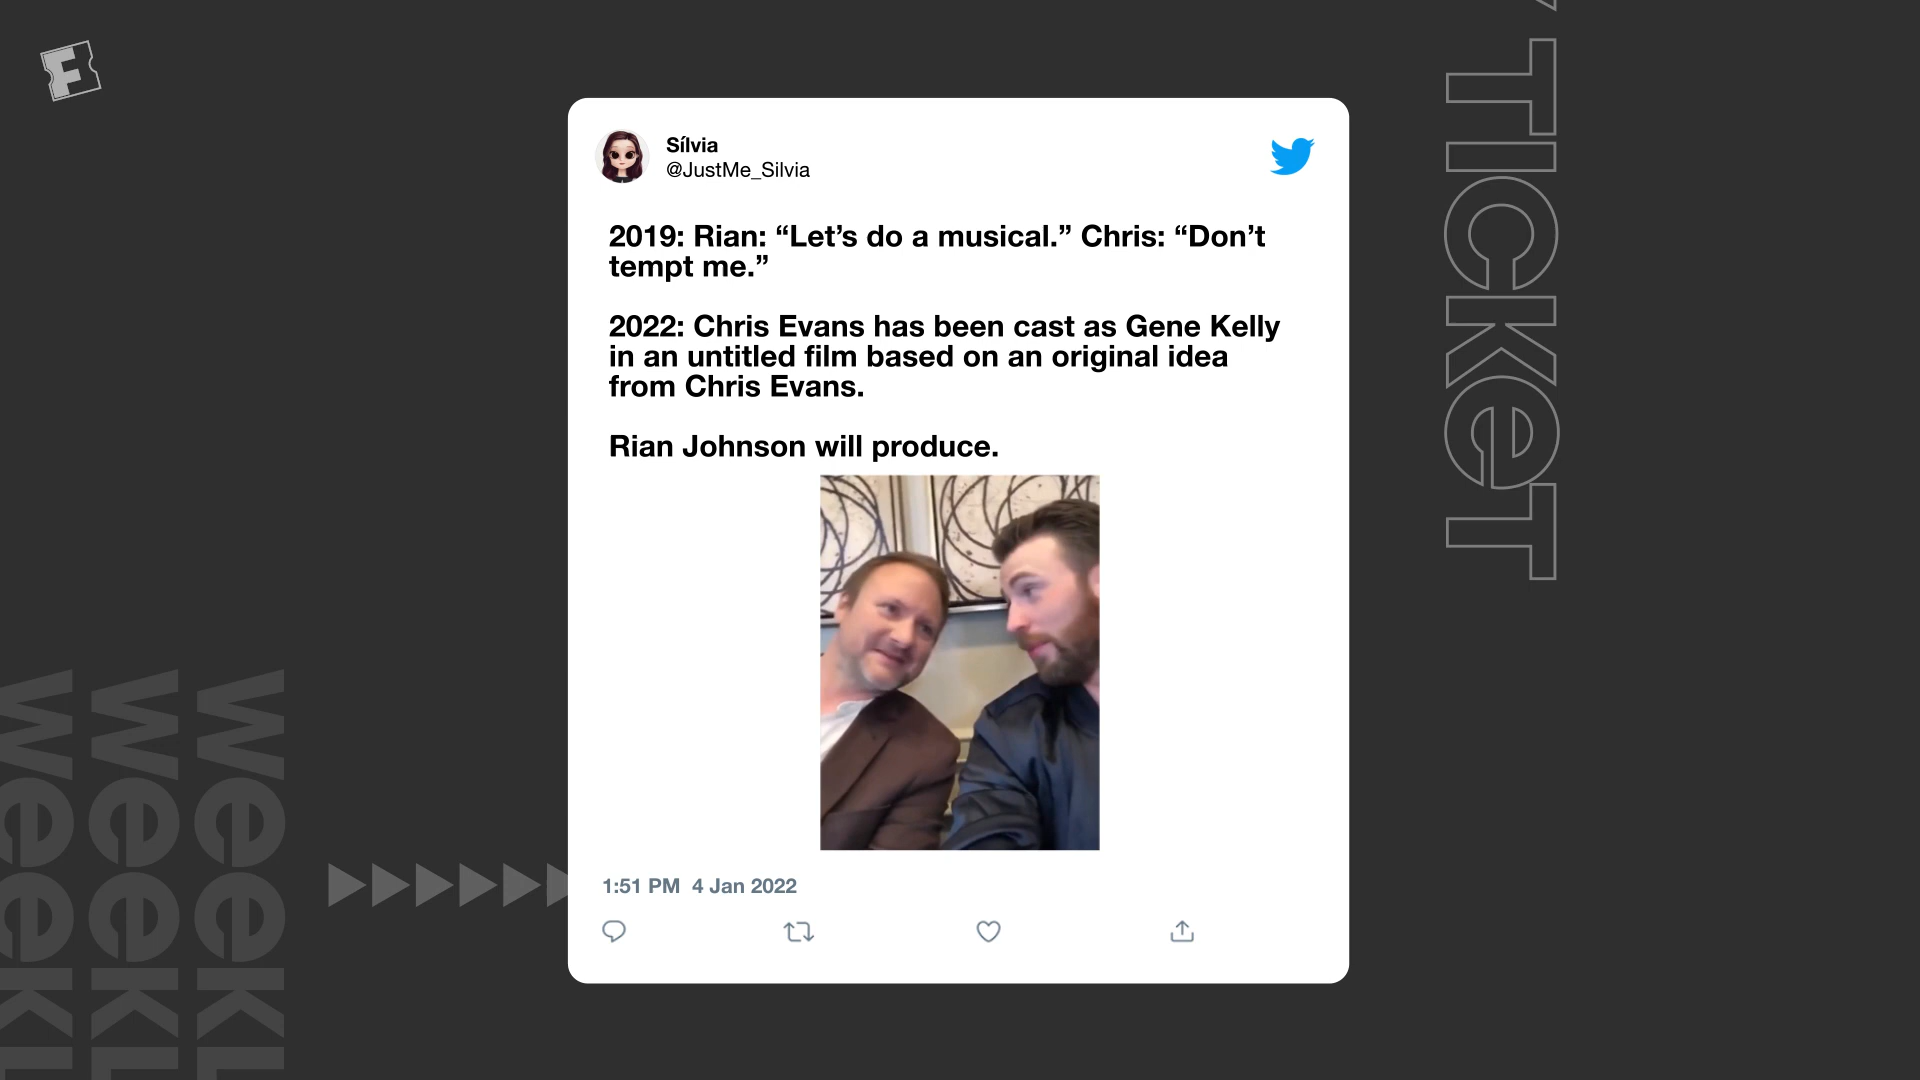 F
Sílvia
@JustMe_Silvia
2019: Rian: “Let’s do a musical.” Chris: “Don’t
tempt me.”
2022: Chris Evans has been cast as Gene Kelly
in an untitled film based on an original idea
from Chris Evans.
Rian Johnson will produce.
1:51 PM 4 Jan 2022
TICKeT
WeeKL
WeeKL
WeeKL